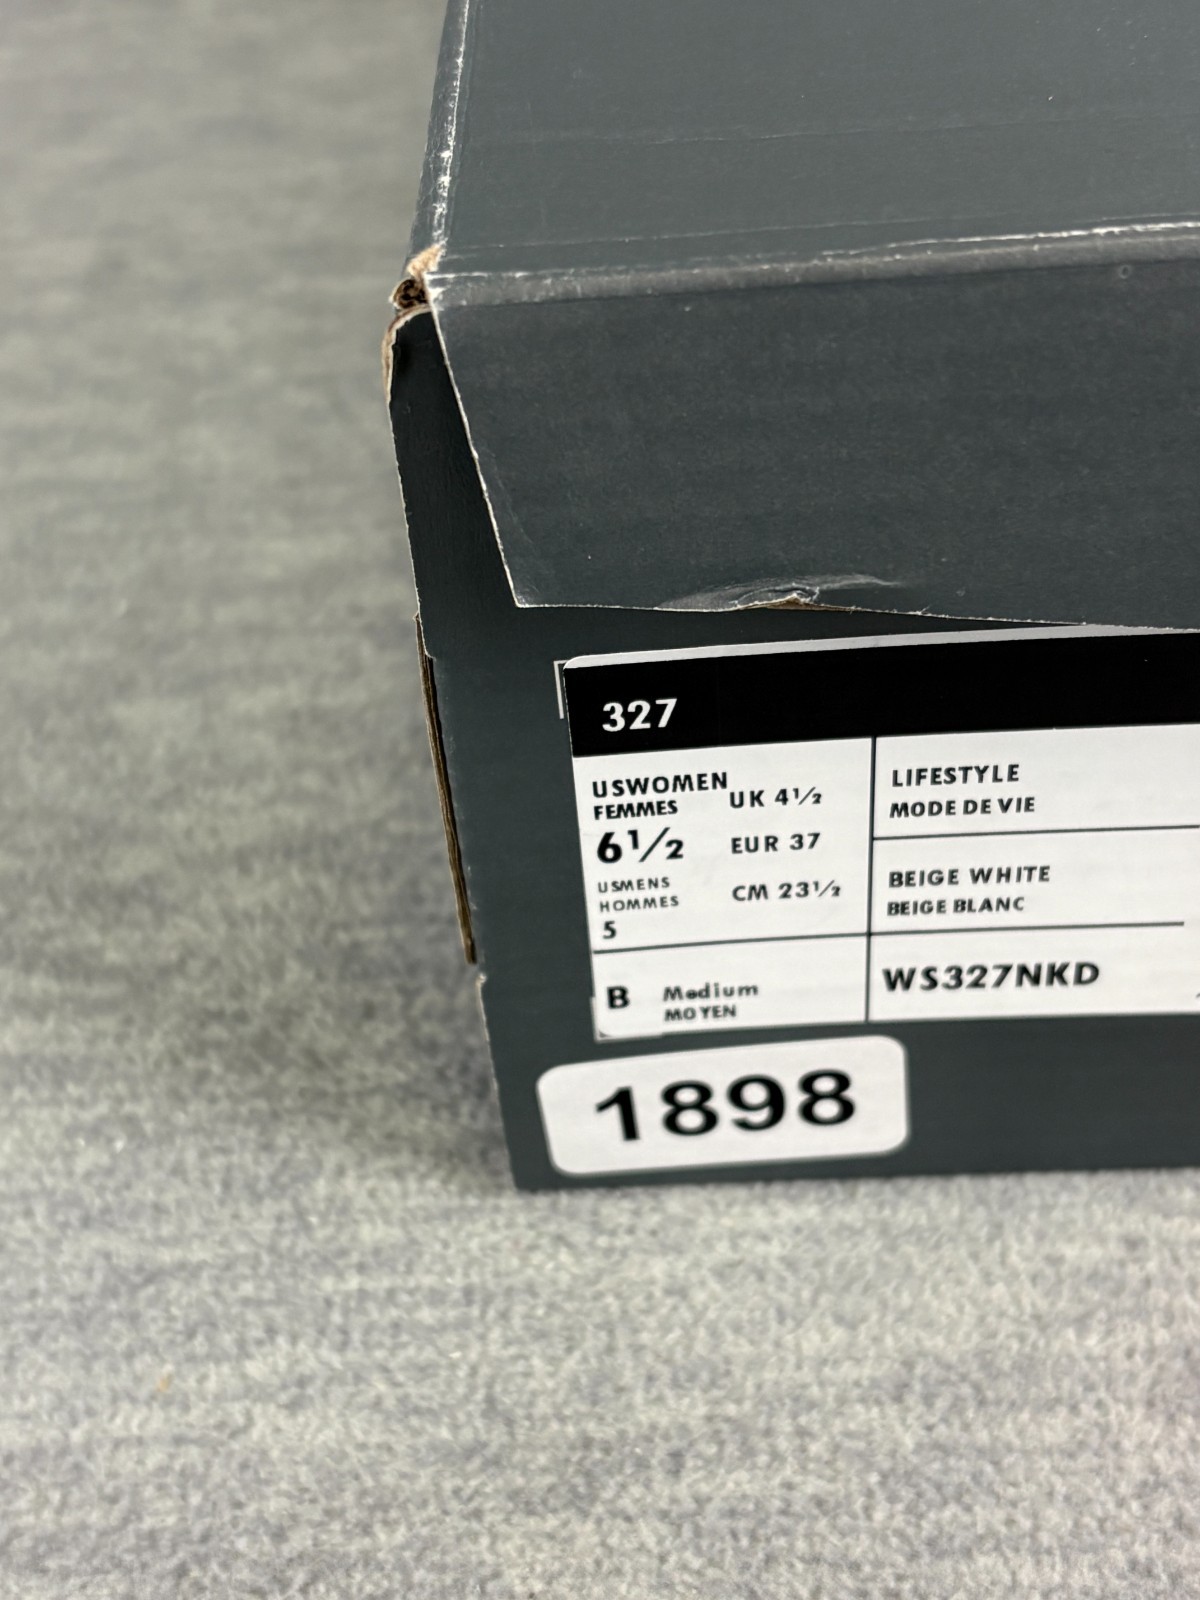 327
USWOMEN
FEMMES
6½
USMENS
HOMMES
5
UK 4½
EUR 37
CM 23½
LIFESTYLE
MODE DE VIE
BEIGE WHITE
BEIGE BLANC
B Medium
MOYEN
WS327NKD
1898